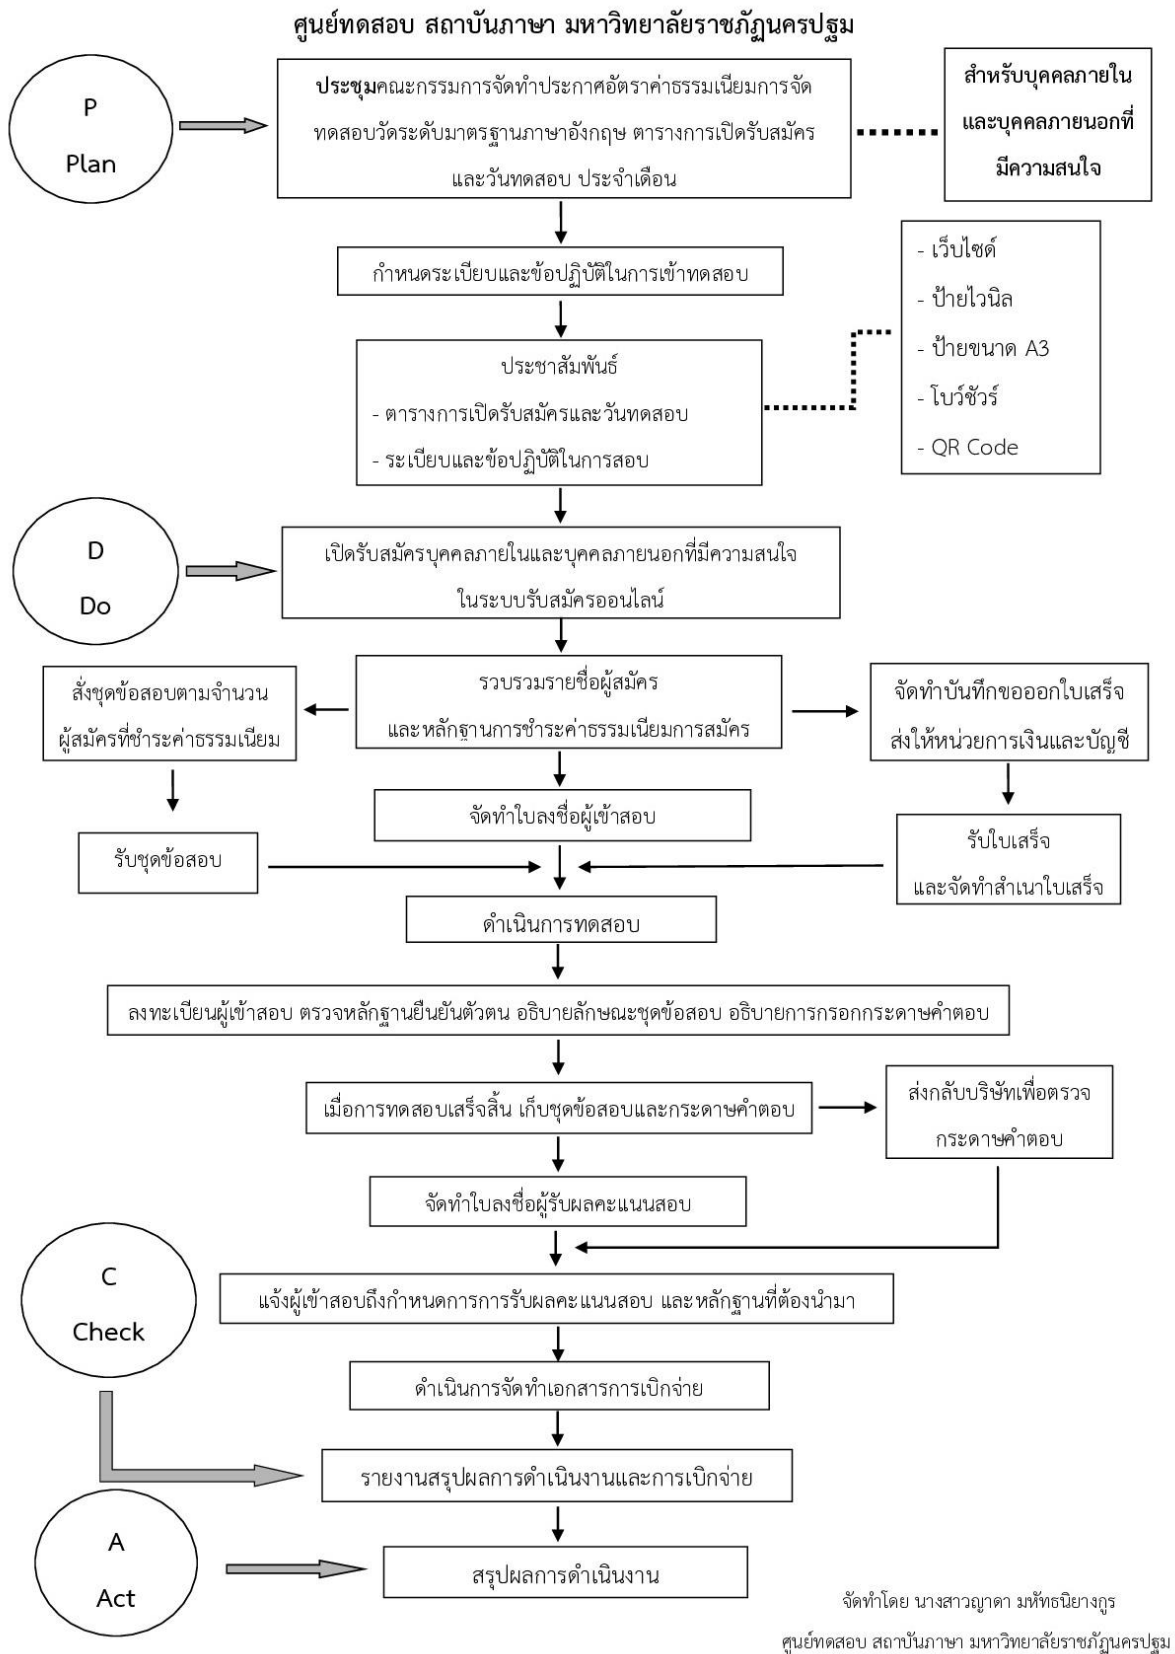 ศูนย์ทดสอบ สถาบันภาษา มหาวิทยาลัยราชภัฏนครปฐม
P
Plan
ประชุมคณะกรรมการจัดทำประกาศอัตราค่าธรรมเนียมการจัด
ทดสอบวัดระดับมาตรฐานภาษาอังกฤษ ตารางการเปิดรับสมัคร
และวันทดสอบ ประจำเดือน
สำหรับบุคคลภายใน
และบุคคลภายนอกที่
มีความสนใจ
กำหนดระเบียบและข้อปฏิบัติในการเข้าทดสอบ
ประชาสัมพันธ์
- ตารางการเปิดรับสมัครและวันทดสอบ
- ระเบียบและข้อปฏิบัติในการสอบ
- เว็บไซด์
- ป้ายไวนิล
- ป้ายขนาด A3
- โบว์ชัวร์
- QR Code
D
Do
เปิดรับสมัครบุคคลภายในและบุคคลภายนอกที่มีความสนใจ
ในระบบรับสมัครออนไลน์
สั่งชุดข้อสอบตามจำนวน
ผู้สมัครที่ชำระค่าธรรมเนียม
รวบรวมรายชื่อผู้สมัคร
และหลักฐานการชำระค่าธรรมเนียมการสมัคร
จัดทำบันทึกขอออกใบเสร็จ
ส่งให้หน่วยการเงินและบัญชี
จัดทำใบลงชื่อผู้เข้าสอบ
รับชุดข้อสอบ
รับใบเสร็จ
และจัดทำสำเนาใบเสร็จ
ดำเนินการทดสอบ
ลงทะเบียนผู้เข้าสอบ ตรวจหลักฐานยืนยันตัวตน อธิบายลักษณะชุดข้อสอบ อธิบายการกรอกกระดาษคำตอบ
เมื่อการทดสอบเสร็จสิ้น เก็บชุดข้อสอบและกระดาษคำตอบ
ส่งกลับบริษัทเพื่อตรวจ
กระดาษคำตอบ
จัดทำใบลงชื่อผู้รับผลคะแนนสอบ
C
Check
แจ้งผู้เข้าสอบถึงกำหนดการการรับผลคะแนนสอบ และหลักฐานที่ต้องนำมา
ดำเนินการจัดทำเอกสารการเบิกจ่าย
รายงานสรุปผลการดำเนินงานและการเบิกจ่าย
A
Act
สรุปผลการดำเนินงาน
จัดทำโดย นางสาวญาดา มหัทธนิยางกูร
ศูนย์ทดสอบ สถาบันภาษา มหาวิทยาลัยราชภัฏนครปฐม